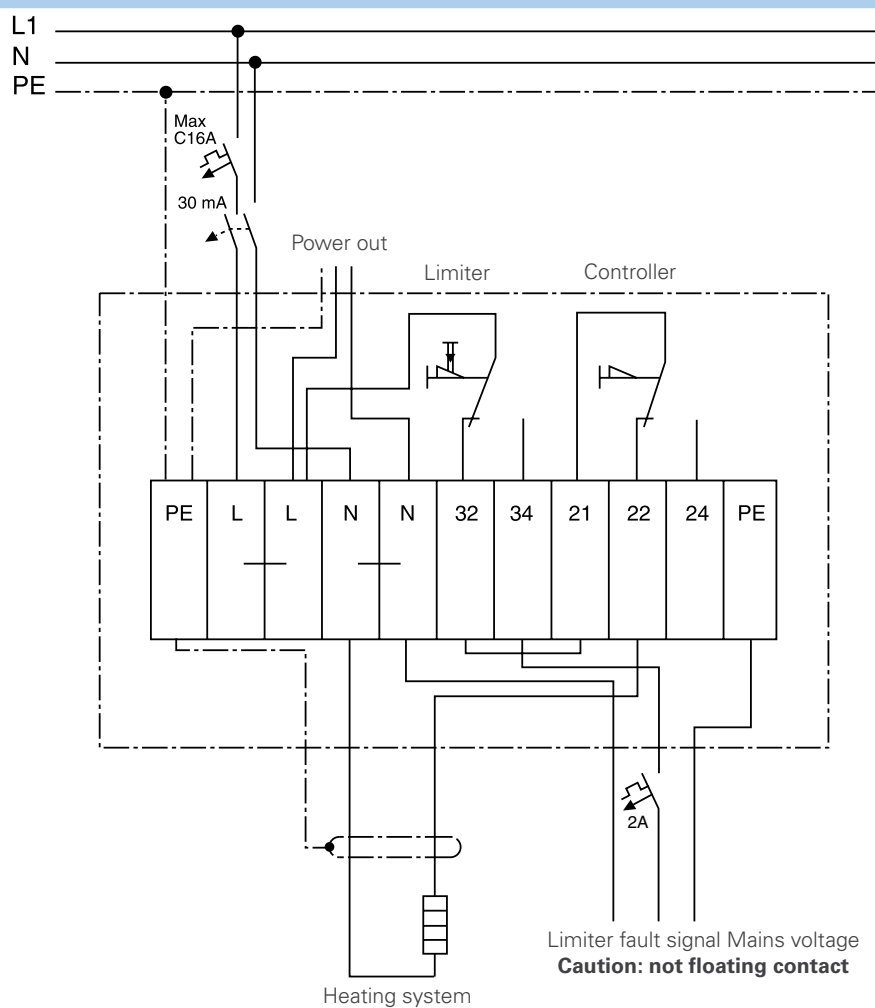 L1
N
PE
Max
C16A
30 mA
Power out
Limiter
Controller
PE L L N N 32 34 21 22 24 PE
2A
Limiter fault signal Mains voltage
Caution: not floating contact
Heating system